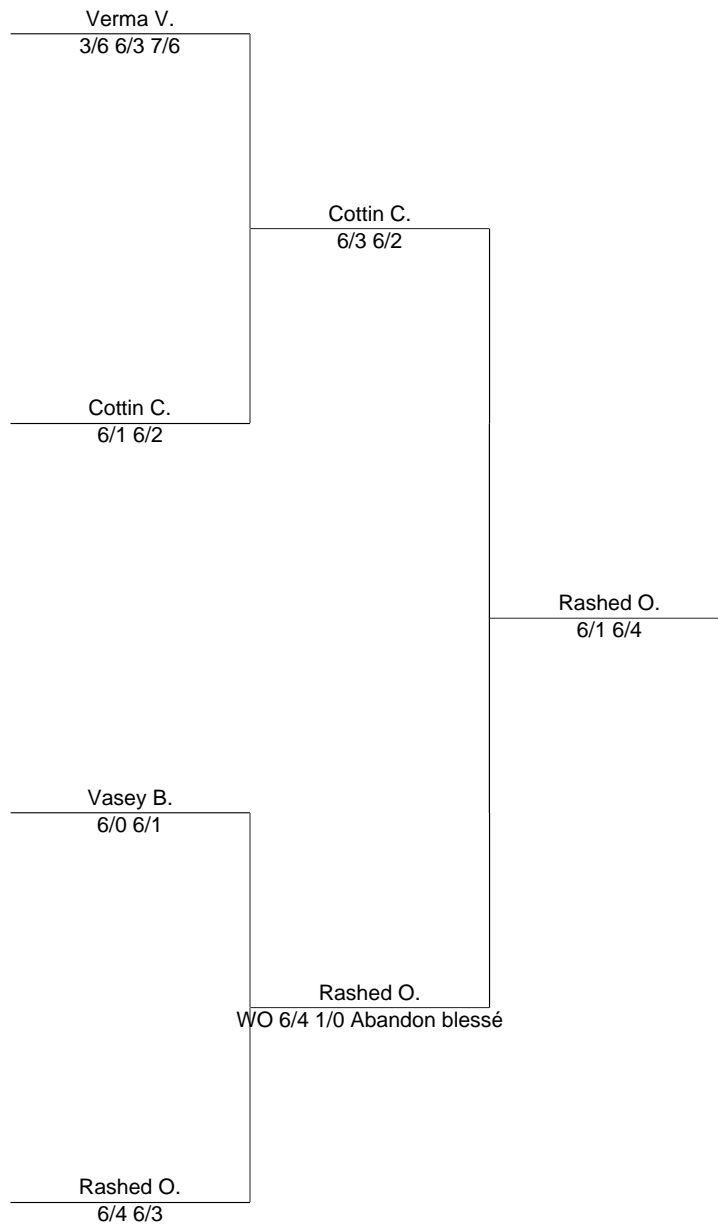 Verma V.
3/6 6/3 7/6
Cottin C.
6/3 6/2
Cottin C.
6/1 6/2
Rashed O.
6/1 6/4
Vasey B.
6/0 6/1
Rashed O.
WO 6/4 1/0 Abandon blessé
Rashed O.
6/4 6/3